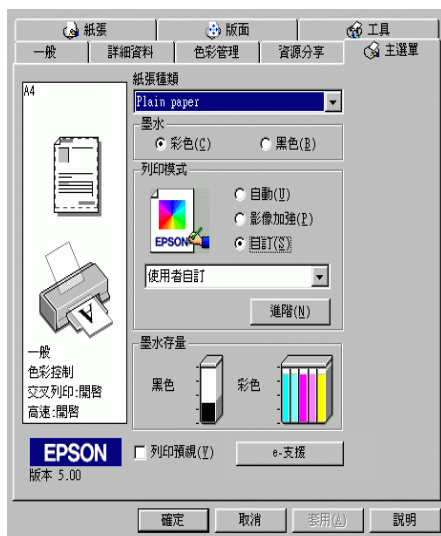 紙張 版面 工具
一般 詳細資料 色彩管理 資源分享 主選單
A4
紙張種類
Plain paper
墨水
彩色(C) 黑色(B)
列印模式
自動(U)
影像加強(P)
自訂(S)
EPSON
使用者自訂
進階(N)
A
一般
色彩控制
交叉列印:開啟
高速:開啟
墨水存量
黑色 彩色
EPSON
版本 5.00
列印預視(V) e-支援
確定 取消 套用(A) 說明